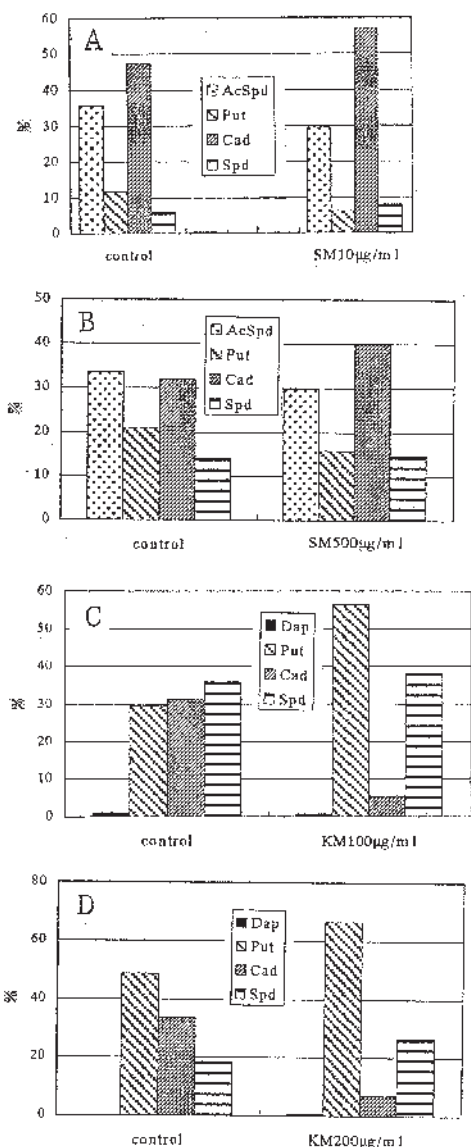 A
60
50
40
30
20
10
0
%
AcSpd
Put
Cad
Spd
control
SM10µg/ml
B
50
40
30
20
10
0
%
AcSpd
Put
Cad
Spd
control
SM500µg/ml
C
60
50
40
30
20
10
0
%
Dap
Put
Cad
Spd
control
KM100µg/ml
D
80
60
40
20
0
%
Dap
Put
Cad
Spd
control
KM200µg/ml